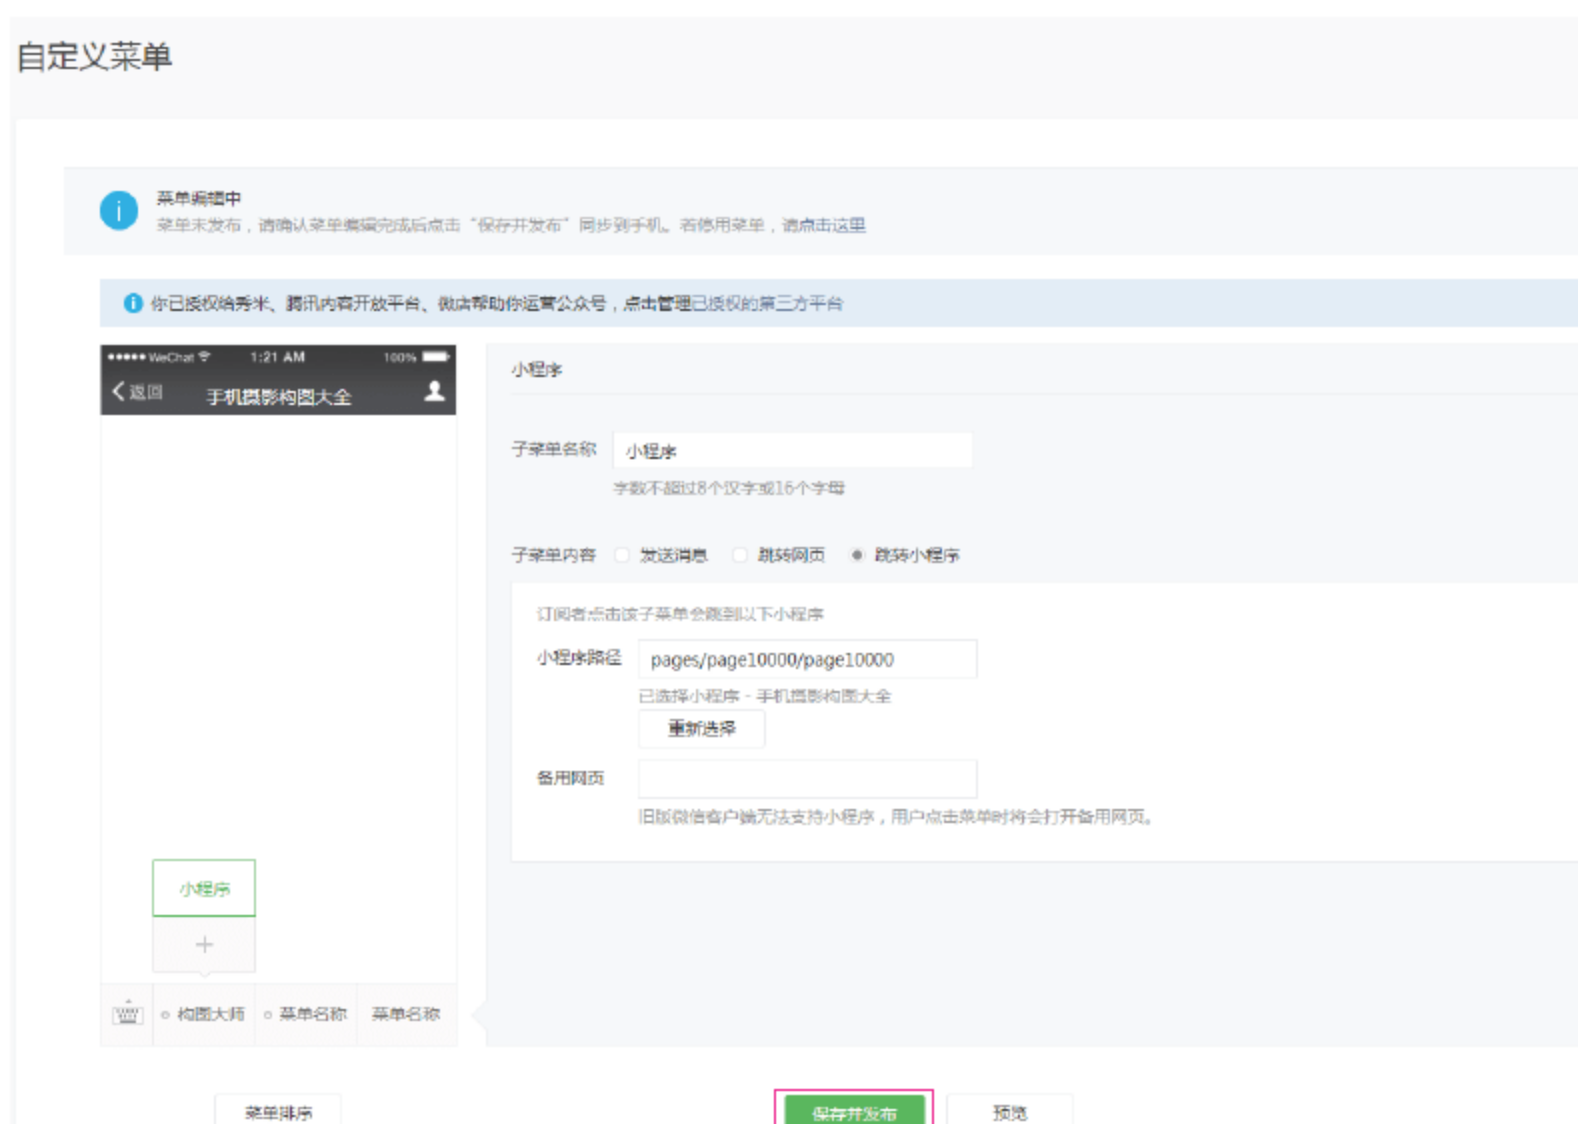 自定义菜单
菜单编辑中
菜单未发布，请确认菜单编辑完成后点击“保存并发布”同步到手机。若停用菜单，请点击这里
你已授权给秀米、腾讯内容开放平台、微店帮助你运营公众号，点击管理已授权的第三方平台
WeChat 1:21 AM 100%
返回 手机摄影构图大全
小程序
子菜单名称 小程序
字数不超过8个汉字或16个字母
子菜单内容 发送消息 跳转网页 跳转小程序
订阅者点击该子菜单会跳到以下小程序
小程序路径 pages/page10000/page10000
已选择小程序 - 手机摄影构图大全
重新选择
备用网页
旧版微信客户端无法支持小程序，用户点击菜单时将会打开备用网页。
小程序
+
构图大师 菜单名称 菜单名称
菜单排序 保存并发布 预览